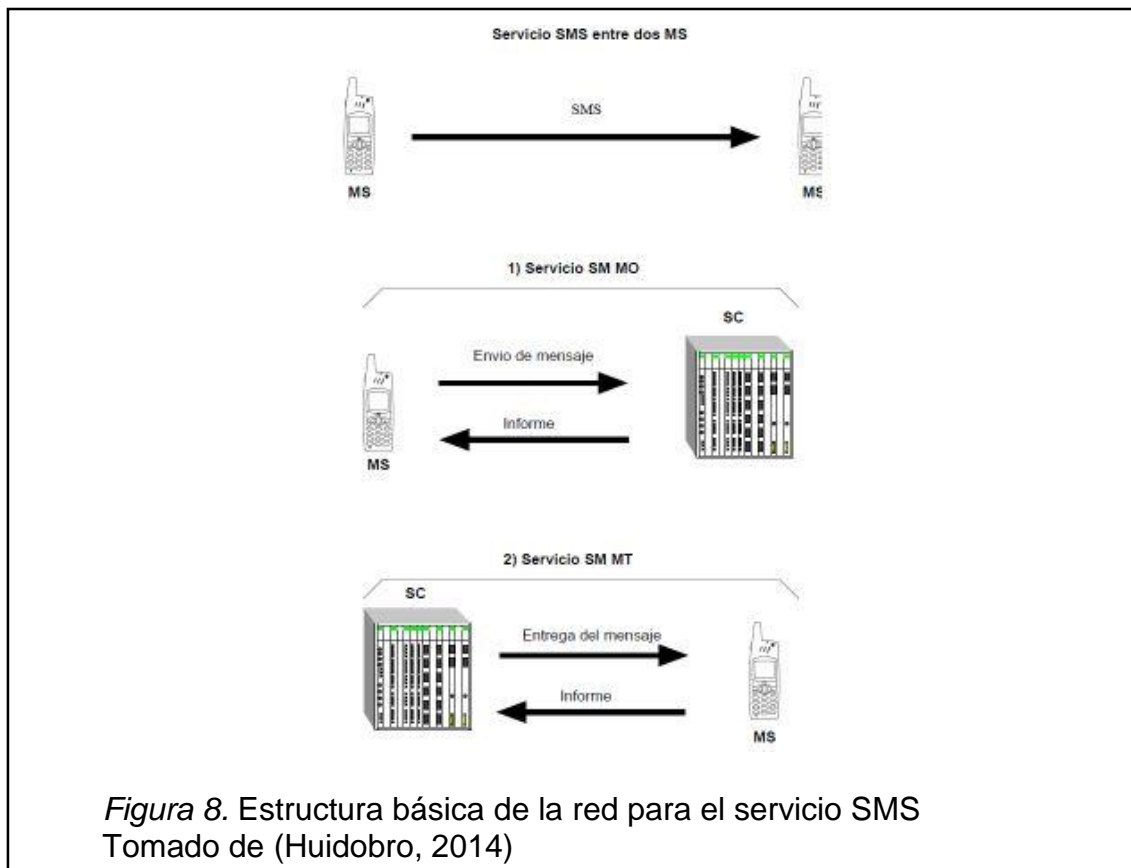 Servicio SMS entre dos MS
SMS
MS
MS
1) Servicio SM MO
SC
Envio de mensaje
Informe
MS
2) Servicio SM MT
SC
Entrega del mensaje
Informe
MS
Figura 8. Estructura básica de la red para el servicio SMS
Tomado de (Huidobro, 2014)